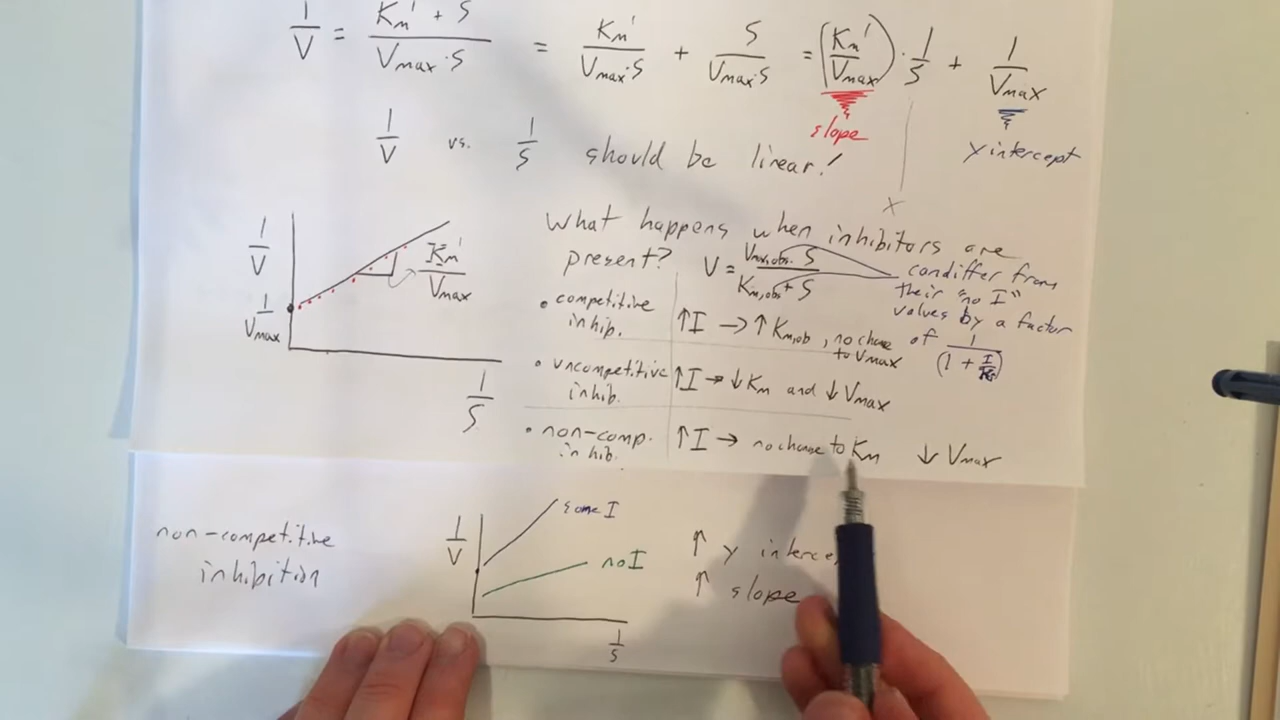 1/V = Km' + S / Vmax·S = Km' / Vmax·S + S / Vmax·S = (Km' / Vmax) · 1/S + 1/Vmax
slope
y intercept
1/V vs. 1/S should be linear!
x
What happens when inhibitors are
present? V = Vmax,obs · S / Km,obs + S
can differ from
their "no I"
values by a factor
of 1 / (1 + I/KI)
1/V
Km' / Vmax
1/Vmax
1/S
• competitive
inhib.
↑I → ↑ Km,ob, no change
to Vmax
• uncompetitive
inhib.
↑I → ↓ Km and ↓ Vmax
• non-comp.
inhib.
↑I → no change to Km ↓ Vmax
non-competitive
inhibition
1/V
some I
no I
1/S
↑ y interce
↑ slope